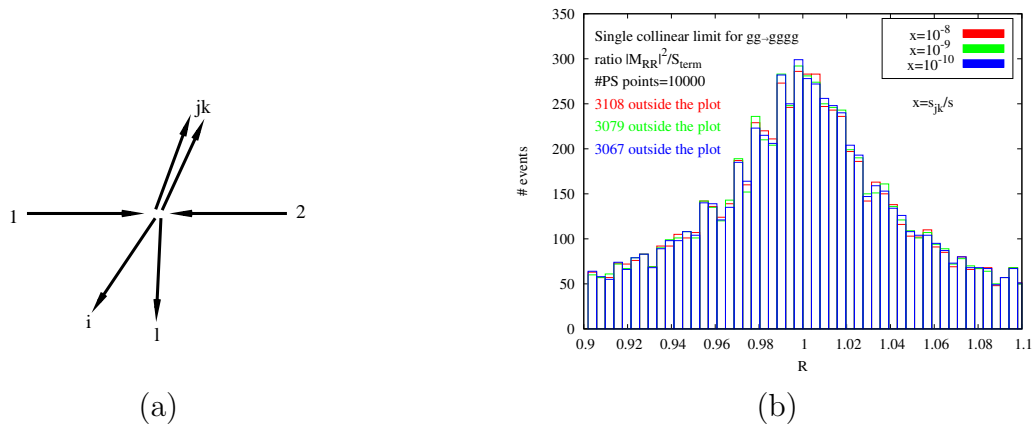 jk
1
2
i
l
(a)
Single collinear limit for gg→gggg
ratio |M_RR|^2/S_term
#PS points=10000
3108 outside the plot
3079 outside the plot
3067 outside the plot
x=10^-8
x=10^-9
x=10^-10
x=s_jk/s
# events
350
300
250
200
150
100
50
0
0.9 0.92 0.94 0.96 0.98 1 1.02 1.04 1.06 1.08 1.1
R
(b)